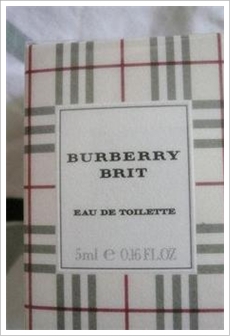 BURBERRY
BRIT
EAU DE TOILETTE
5ml ℮ 0.16 FL.OZ